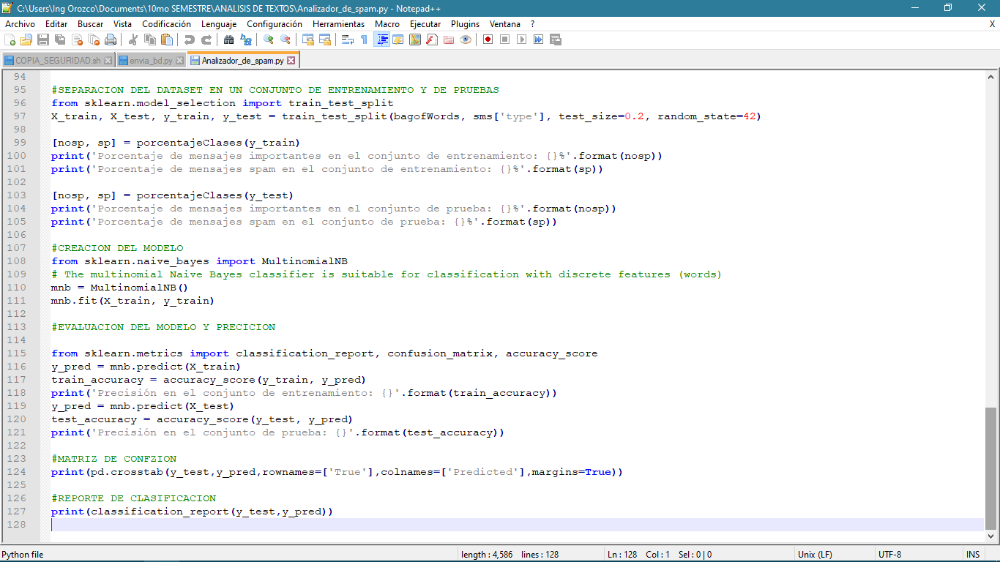 C:\Users\Ing Orozco\Documents\10mo SEMESTRE\ANALISIS DE TEXTOS\Analizador_de_spam.py - Notepad++
Archivo Editar Buscar Vista Codificación Lenguaje Configuración Herramientas Macro Ejecutar Plugins Ventana ? X
COPIA_SEGURIDAD.sh envia_bd.py Analizador_de_spam.py
94
95 #SEPARACION DEL DATASET EN UN CONJUNTO DE ENTRENAMIENTO Y DE PRUEBAS
96 from sklearn.model_selection import train_test_split
97 X_train, X_test, y_train, y_test = train_test_split(bagofWords, sms['type'], test_size=0.2, random_state=42)
98
99 [nosp, sp] = porcentajeClases(y_train)
100 print('Porcentaje de mensajes importantes en el conjunto de entrenamiento: {}%'.format(nosp))
101 print('Porcentaje de mensajes spam en el conjunto de entrenamiento: {}%'.format(sp))
102
103 [nosp, sp] = porcentajeClases(y_test)
104 print('Porcentaje de mensajes importantes en el conjunto de prueba: {}%'.format(nosp))
105 print('Porcentaje de mensajes spam en el conjunto de prueba: {}%'.format(sp))
106
107 #CREACION DEL MODELO
108 from sklearn.naive_bayes import MultinomialNB
109 # The multinomial Naive Bayes classifier is suitable for classification with discrete features (words)
110 mnb = MultinomialNB()
111 mnb.fit(X_train, y_train)
112
113 #EVALUACION DEL MODELO Y PRECICION
114
115 from sklearn.metrics import classification_report, confusion_matrix, accuracy_score
116 y_pred = mnb.predict(X_train)
117 train_accuracy = accuracy_score(y_train, y_pred)
118 print('Precisión en el conjunto de entrenamiento: {}'.format(train_accuracy))
119 y_pred = mnb.predict(X_test)
120 test_accuracy = accuracy_score(y_test, y_pred)
121 print('Precisión en el conjunto de prueba: {}'.format(test_accuracy))
122
123 #MATRIZ DE CONFZION
124 print(pd.crosstab(y_test,y_pred,rownames=['True'],colnames=['Predicted'],margins=True))
125
126 #REPORTE DE CLASIFICACION
127 print(classification_report(y_test,y_pred))
128
Python file length : 4,586 lines : 128 Ln : 128 Col : 1 Sel : 0 | 0 Unix (LF) UTF-8 INS